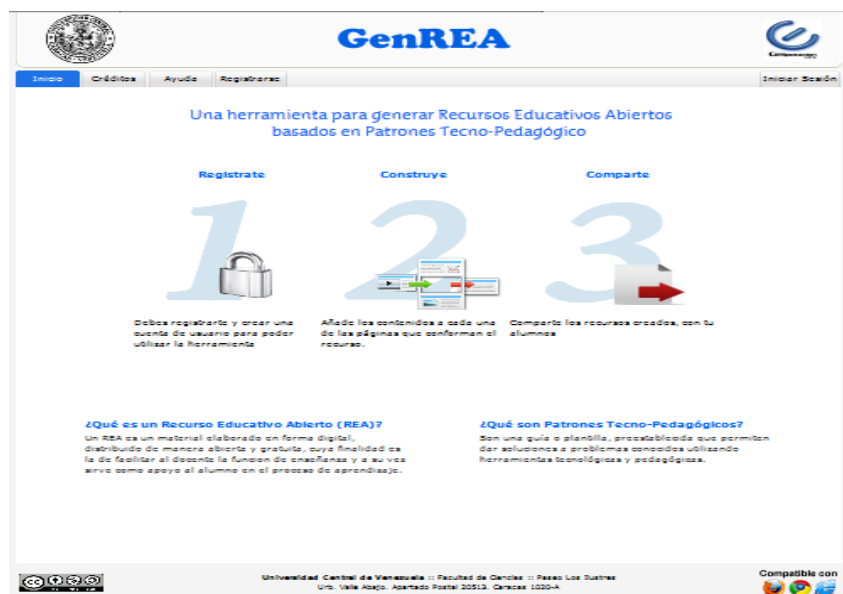 GenREA
Computación
Inicio Créditos Ayuda Registrarse Iniciar Sesión
Una herramienta para generar Recursos Educativos Abiertos
basados en Patrones Tecno-Pedagógico
Registrate Construye Comparte
1 2 3
Debes registrarte y crear una
cuenta de usuario para poder
utilizar la herramienta
Añade los contenidos a cada una
de las páginas que conforman el
recurso.
Comparte los recursos creados, con tu
alumnos
¿Qué es un Recurso Educativo Abierto (REA)?
Un REA es un material elaborado en forma digital,
distribuido de manera abierta y gratuita, cuya finalidad es
la de facilitar al docente la funcion de enseñanza y a su vez
sirve como apoyo al alumno en el proceso de aprendizaje.
¿Qué son Patrones Tecno-Pedagógicos?
Son una guía o plantilla, preestablecida que permiten
dar soluciones a problemas conocidos utilizando
herramientas tecnológicas y pedagógicas.
Universidad Central de Venezuela :: Facultad de Ciencias :: Paseo Los Ilustres
Urb. Valle Abajo. Apartado Postal 20513. Caracas 1020-A
Compatible con